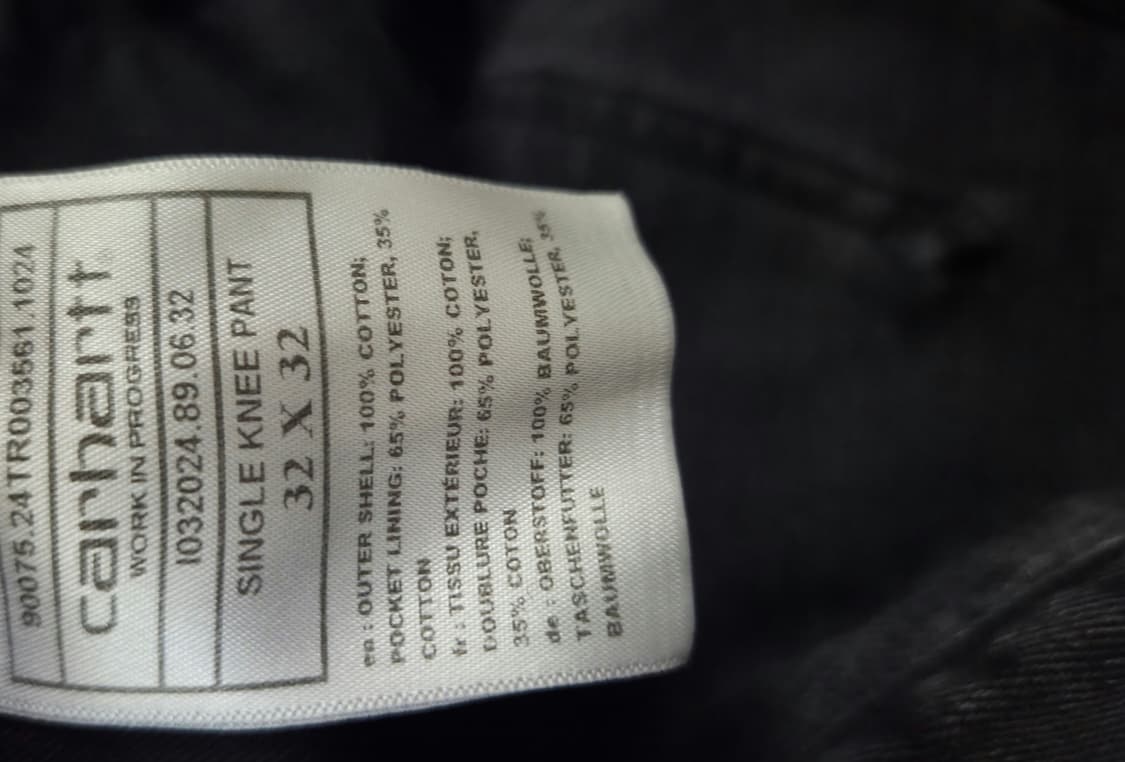 90075.24TR003561.1024
carhartt
WORK IN PROGRESS
I032024.89.06.32
SINGLE KNEE PANT
32 X 32
en : OUTER SHELL: 100% COTTON;
POCKET LINING: 65% POLYESTER, 35%
COTTON
fr : TISSU EXTÉRIEUR: 100% COTON;
DOUBLURE POCHE: 65% POLYESTER,
35% COTON
de : OBERSTOFF: 100% BAUMWOLLE;
TASCHENFUTTER: 65% POLYESTER, 35%
BAUMWOLLE